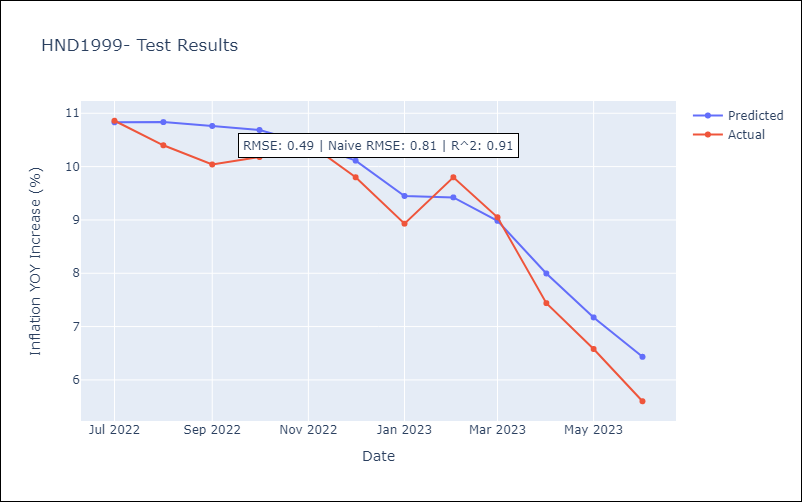 HND1999- Test Results
Predicted
Actual
RMSE: 0.49 | Naive RMSE: 0.81 | R^2: 0.91
Inflation YOY Increase (%)
11
10
9
8
7
6
Jul 2022
Sep 2022
Nov 2022
Jan 2023
Mar 2023
May 2023
Date